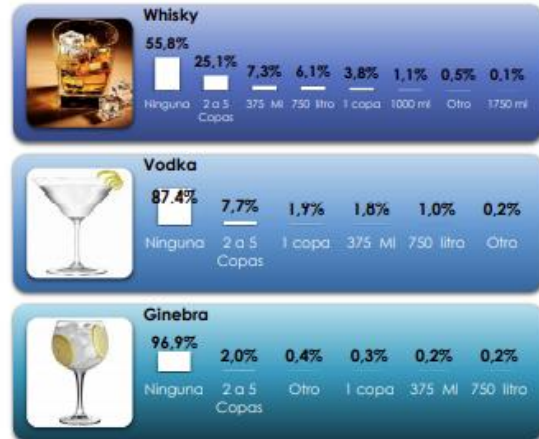 Whisky
55,8% 25,1% 7,3% 6,1% 3,8% 1,1% 0,5% 0,1%
Ninguna 2 a 5 375 Ml 750 litro 1 copa 1000 ml Otro 1750 ml
Copas
Vodka
87.4% 7,7% 1,9% 1,8% 1,0% 0,2%
Ninguna 2 a 5 1 copa 375 Ml 750 litro Otro
Copas
Ginebra
96,9% 2,0% 0,4% 0,3% 0,2% 0,2%
Ninguna 2 a 5 Otro 1 copa 375 Ml 750 litro
Copas